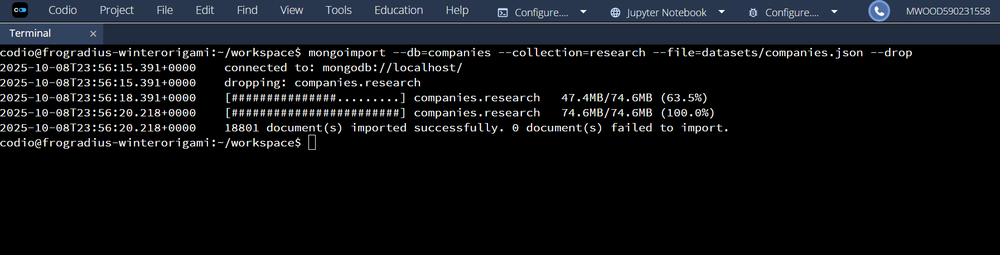 Codio Project File Edit Find View Tools Education Help Configure.... Jupyter Notebook Configure.... MWOOD590231558
Terminal ×
codio@frogradius-winterorigami:~/workspace$ mongoimport --db=companies --collection=research --file=datasets/companies.json --drop
2025-10-08T23:56:15.391+0000    connected to: mongodb://localhost/
2025-10-08T23:56:15.391+0000    dropping: companies.research
2025-10-08T23:56:18.391+0000    [###############.........] companies.research   47.4MB/74.6MB (63.5%)
2025-10-08T23:56:20.218+0000    [########################] companies.research   74.6MB/74.6MB (100.0%)
2025-10-08T23:56:20.218+0000    18801 document(s) imported successfully. 0 document(s) failed to import.
codio@frogradius-winterorigami:~/workspace$